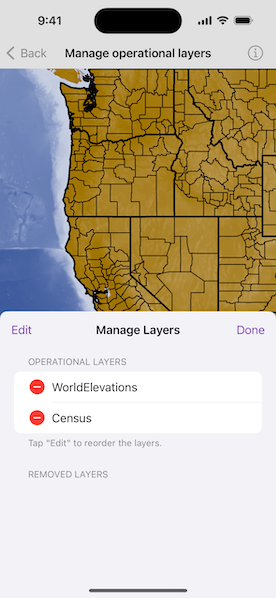 9:41
Back
Manage operational layers
Edit
Manage Layers
Done
OPERATIONAL LAYERS
WorldElevations
Census
Tap "Edit" to reorder the layers.
REMOVED LAYERS